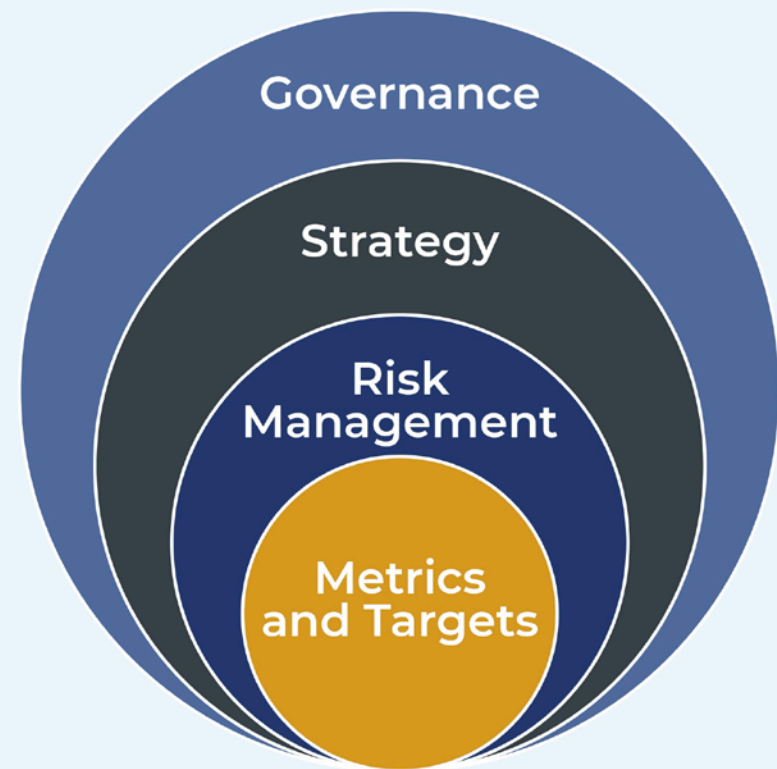 Governance
Strategy
Risk
Management
Metrics
and Targets